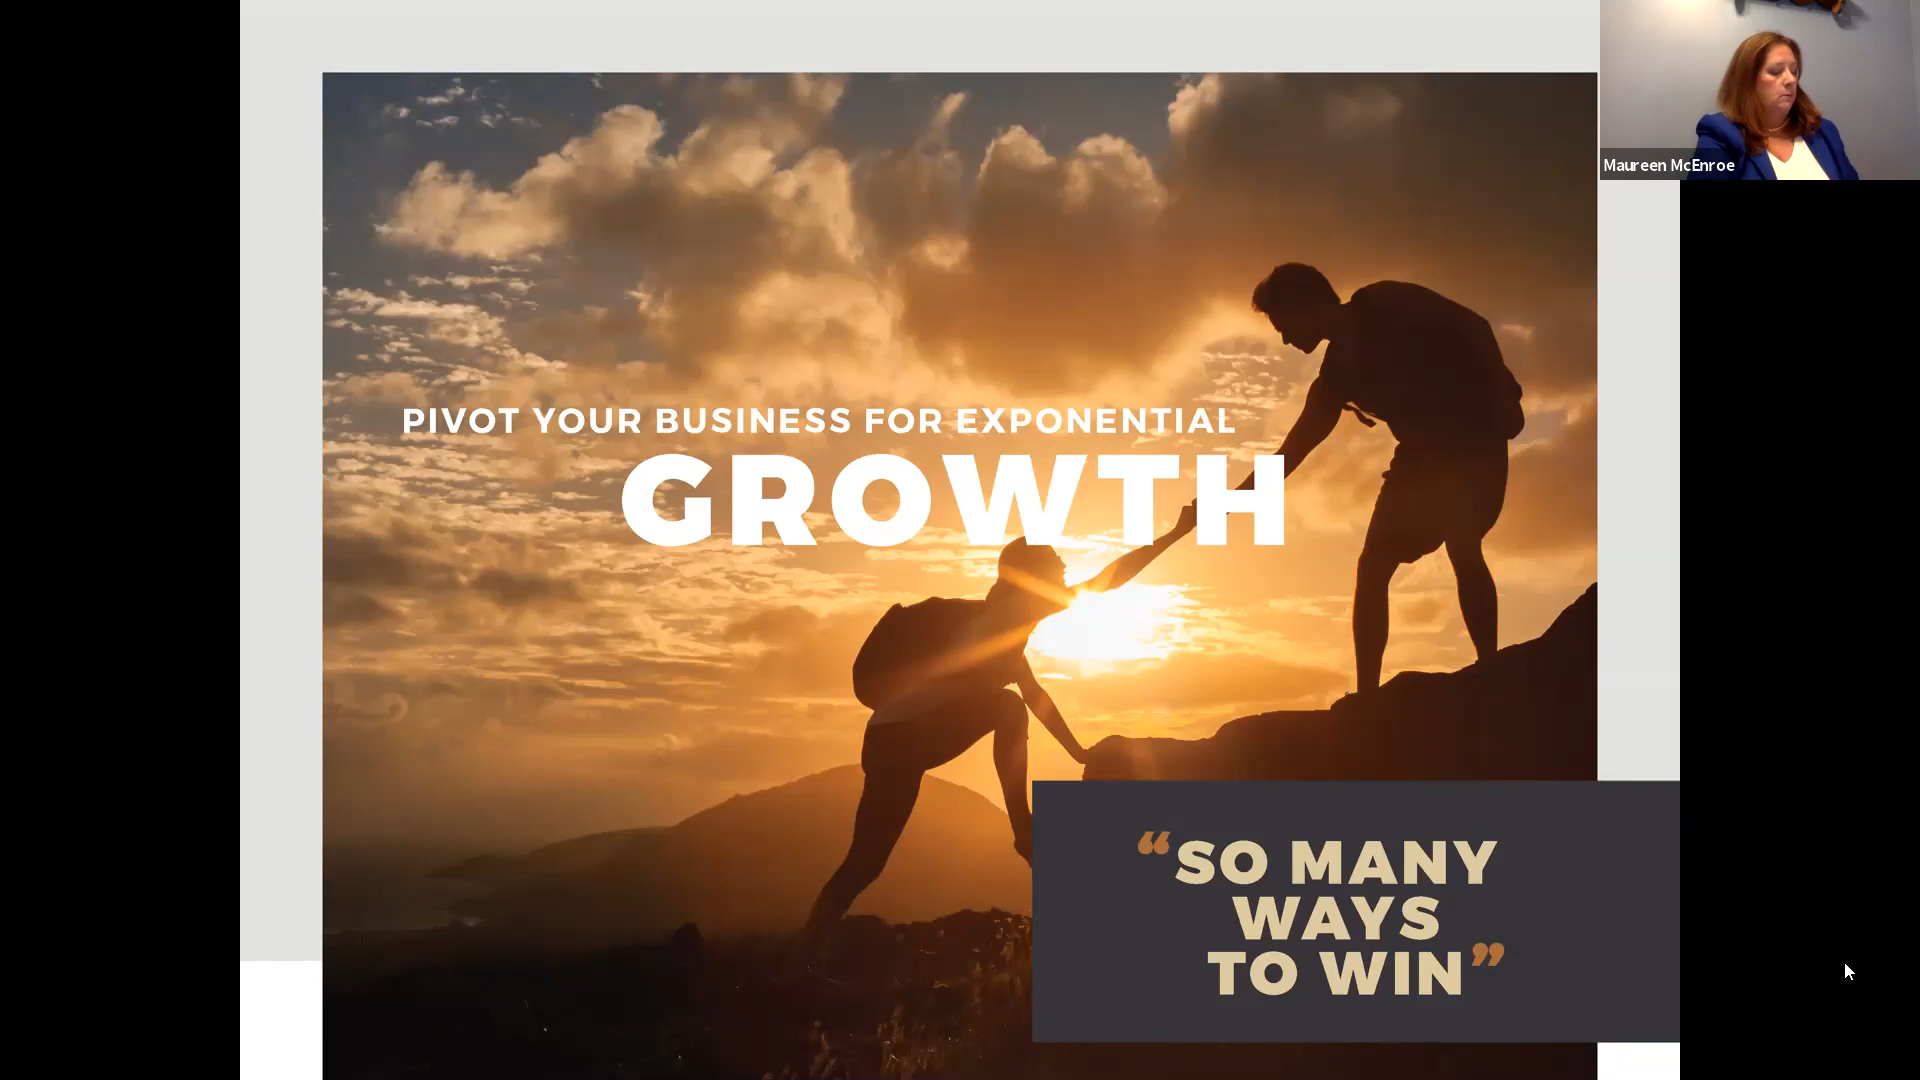 Maureen McEnroe
PIVOT YOUR BUSINESS FOR EXPONENTIAL
GROWTH
“SO MANY
WAYS
TO WIN”